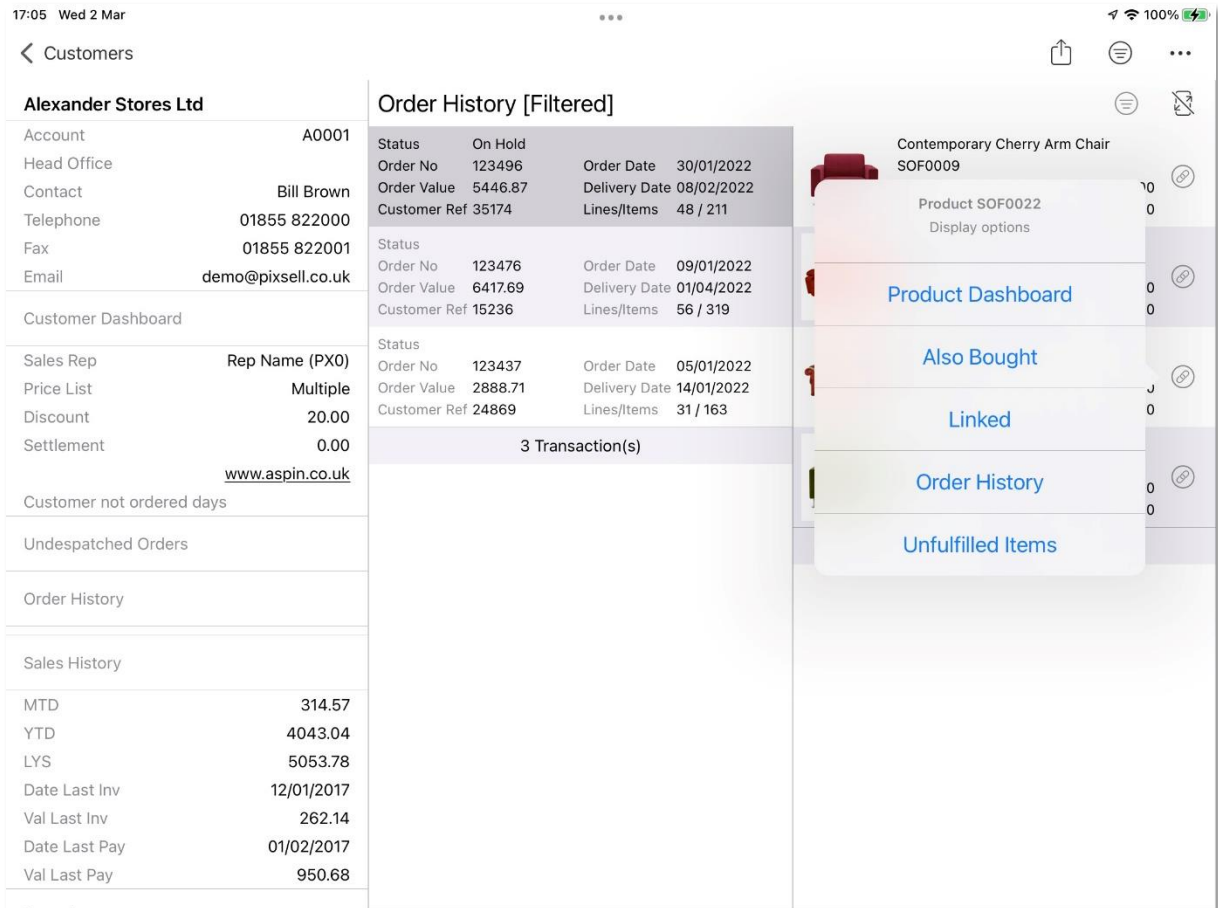 17:05 Wed 2 Mar
100%
Customers
Alexander Stores Ltd
Account A0001
Head Office
Contact Bill Brown
Telephone 01855 822000
Fax 01855 822001
Email demo@pixsell.co.uk
Customer Dashboard
Sales Rep Rep Name (PX0)
Price List Multiple
Discount 20.00
Settlement 0.00
www.aspin.co.uk
Customer not ordered days
Undespatched Orders
Order History
Sales History
MTD 314.57
YTD 4043.04
LYS 5053.78
Date Last Inv 12/01/2017
Val Last Inv 262.14
Date Last Pay 01/02/2017
Val Last Pay 950.68
Order History [Filtered]
Status On Hold
Order No 123496 Order Date 30/01/2022
Order Value 5446.87 Delivery Date 08/02/2022
Customer Ref 35174 Lines/Items 48 / 211
Status
Order No 123476 Order Date 09/01/2022
Order Value 6417.69 Delivery Date 01/04/2022
Customer Ref 15236 Lines/Items 56 / 319
Status
Order No 123437 Order Date 05/01/2022
Order Value 2888.71 Delivery Date 14/01/2022
Customer Ref 24869 Lines/Items 31 / 163
3 Transaction(s)
Contemporary Cherry Arm Chair
SOF0009
Product SOF0022
Display options
Product Dashboard
Also Bought
Linked
Order History
Unfulfilled Items